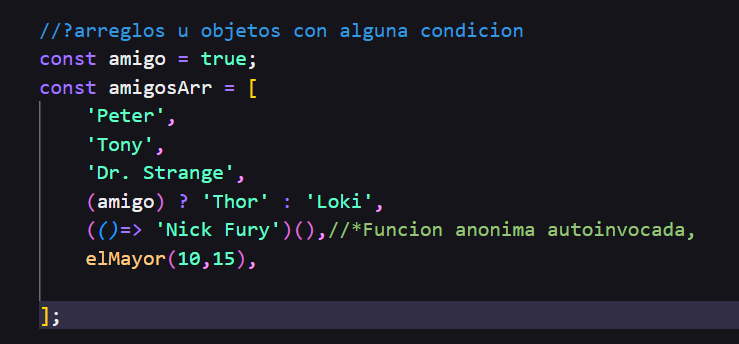 //?arreglos u objetos con alguna condicion
const amigo = true;
const amigosArr = [
'Peter',
'Tony',
'Dr. Strange',
(amigo) ? 'Thor' : 'Loki',
(()=> 'Nick Fury')(),//*Funcion anonima autoinvocada,
elMayor(10,15),
];